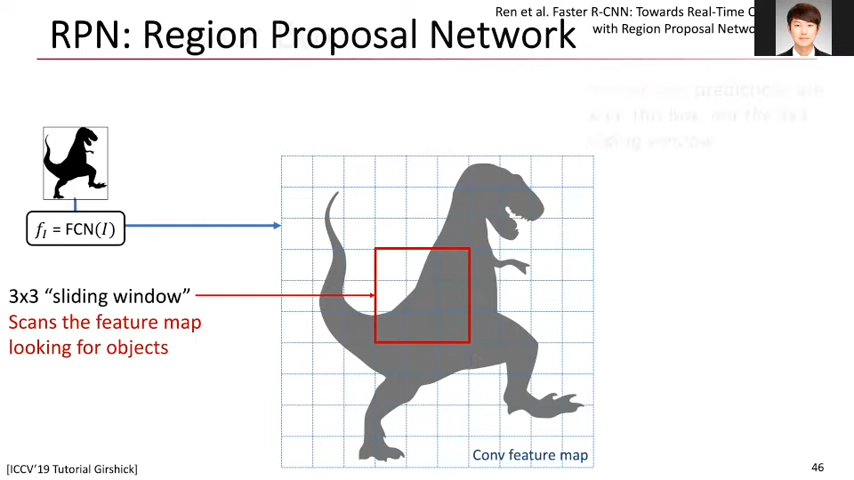 Ren et al. Faster R-CNN: Towards Real-Time
with Region Proposal
RPN: Region Proposal Network
f_I = FCN(I)
3x3 “sliding window”
Scans the feature map
looking for objects
Conv feature map
[ICCV’19 Tutorial Girshick]
46